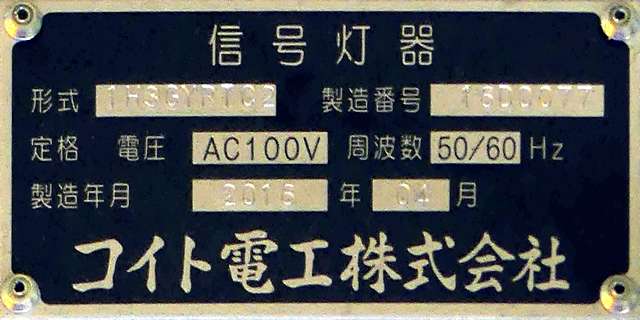 信号灯器
形式 1H3GYRTC2 製造番号
定格 電圧 AC100V 周波数 50/60 Hz
製造年月 2016 年 04 月
コイト電工株式会社